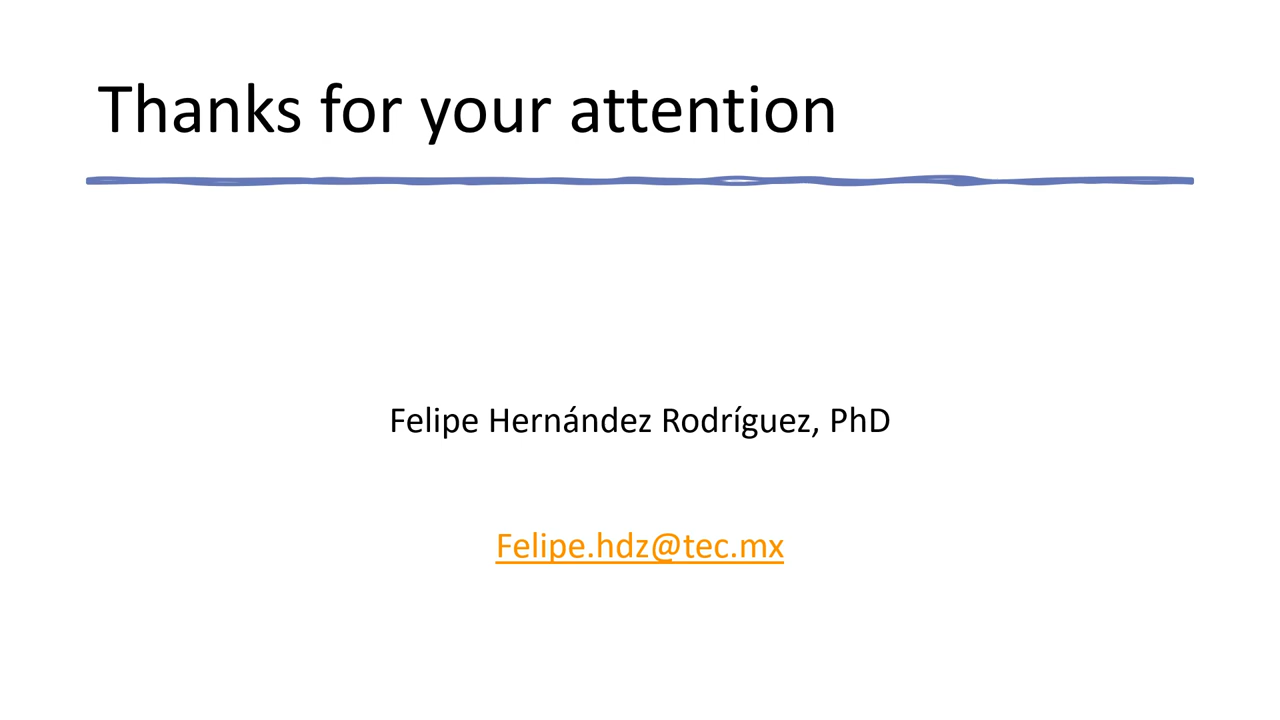 Thanks for your attention
Felipe Hernández Rodríguez, PhD
Felipe.hdz@tec.mx